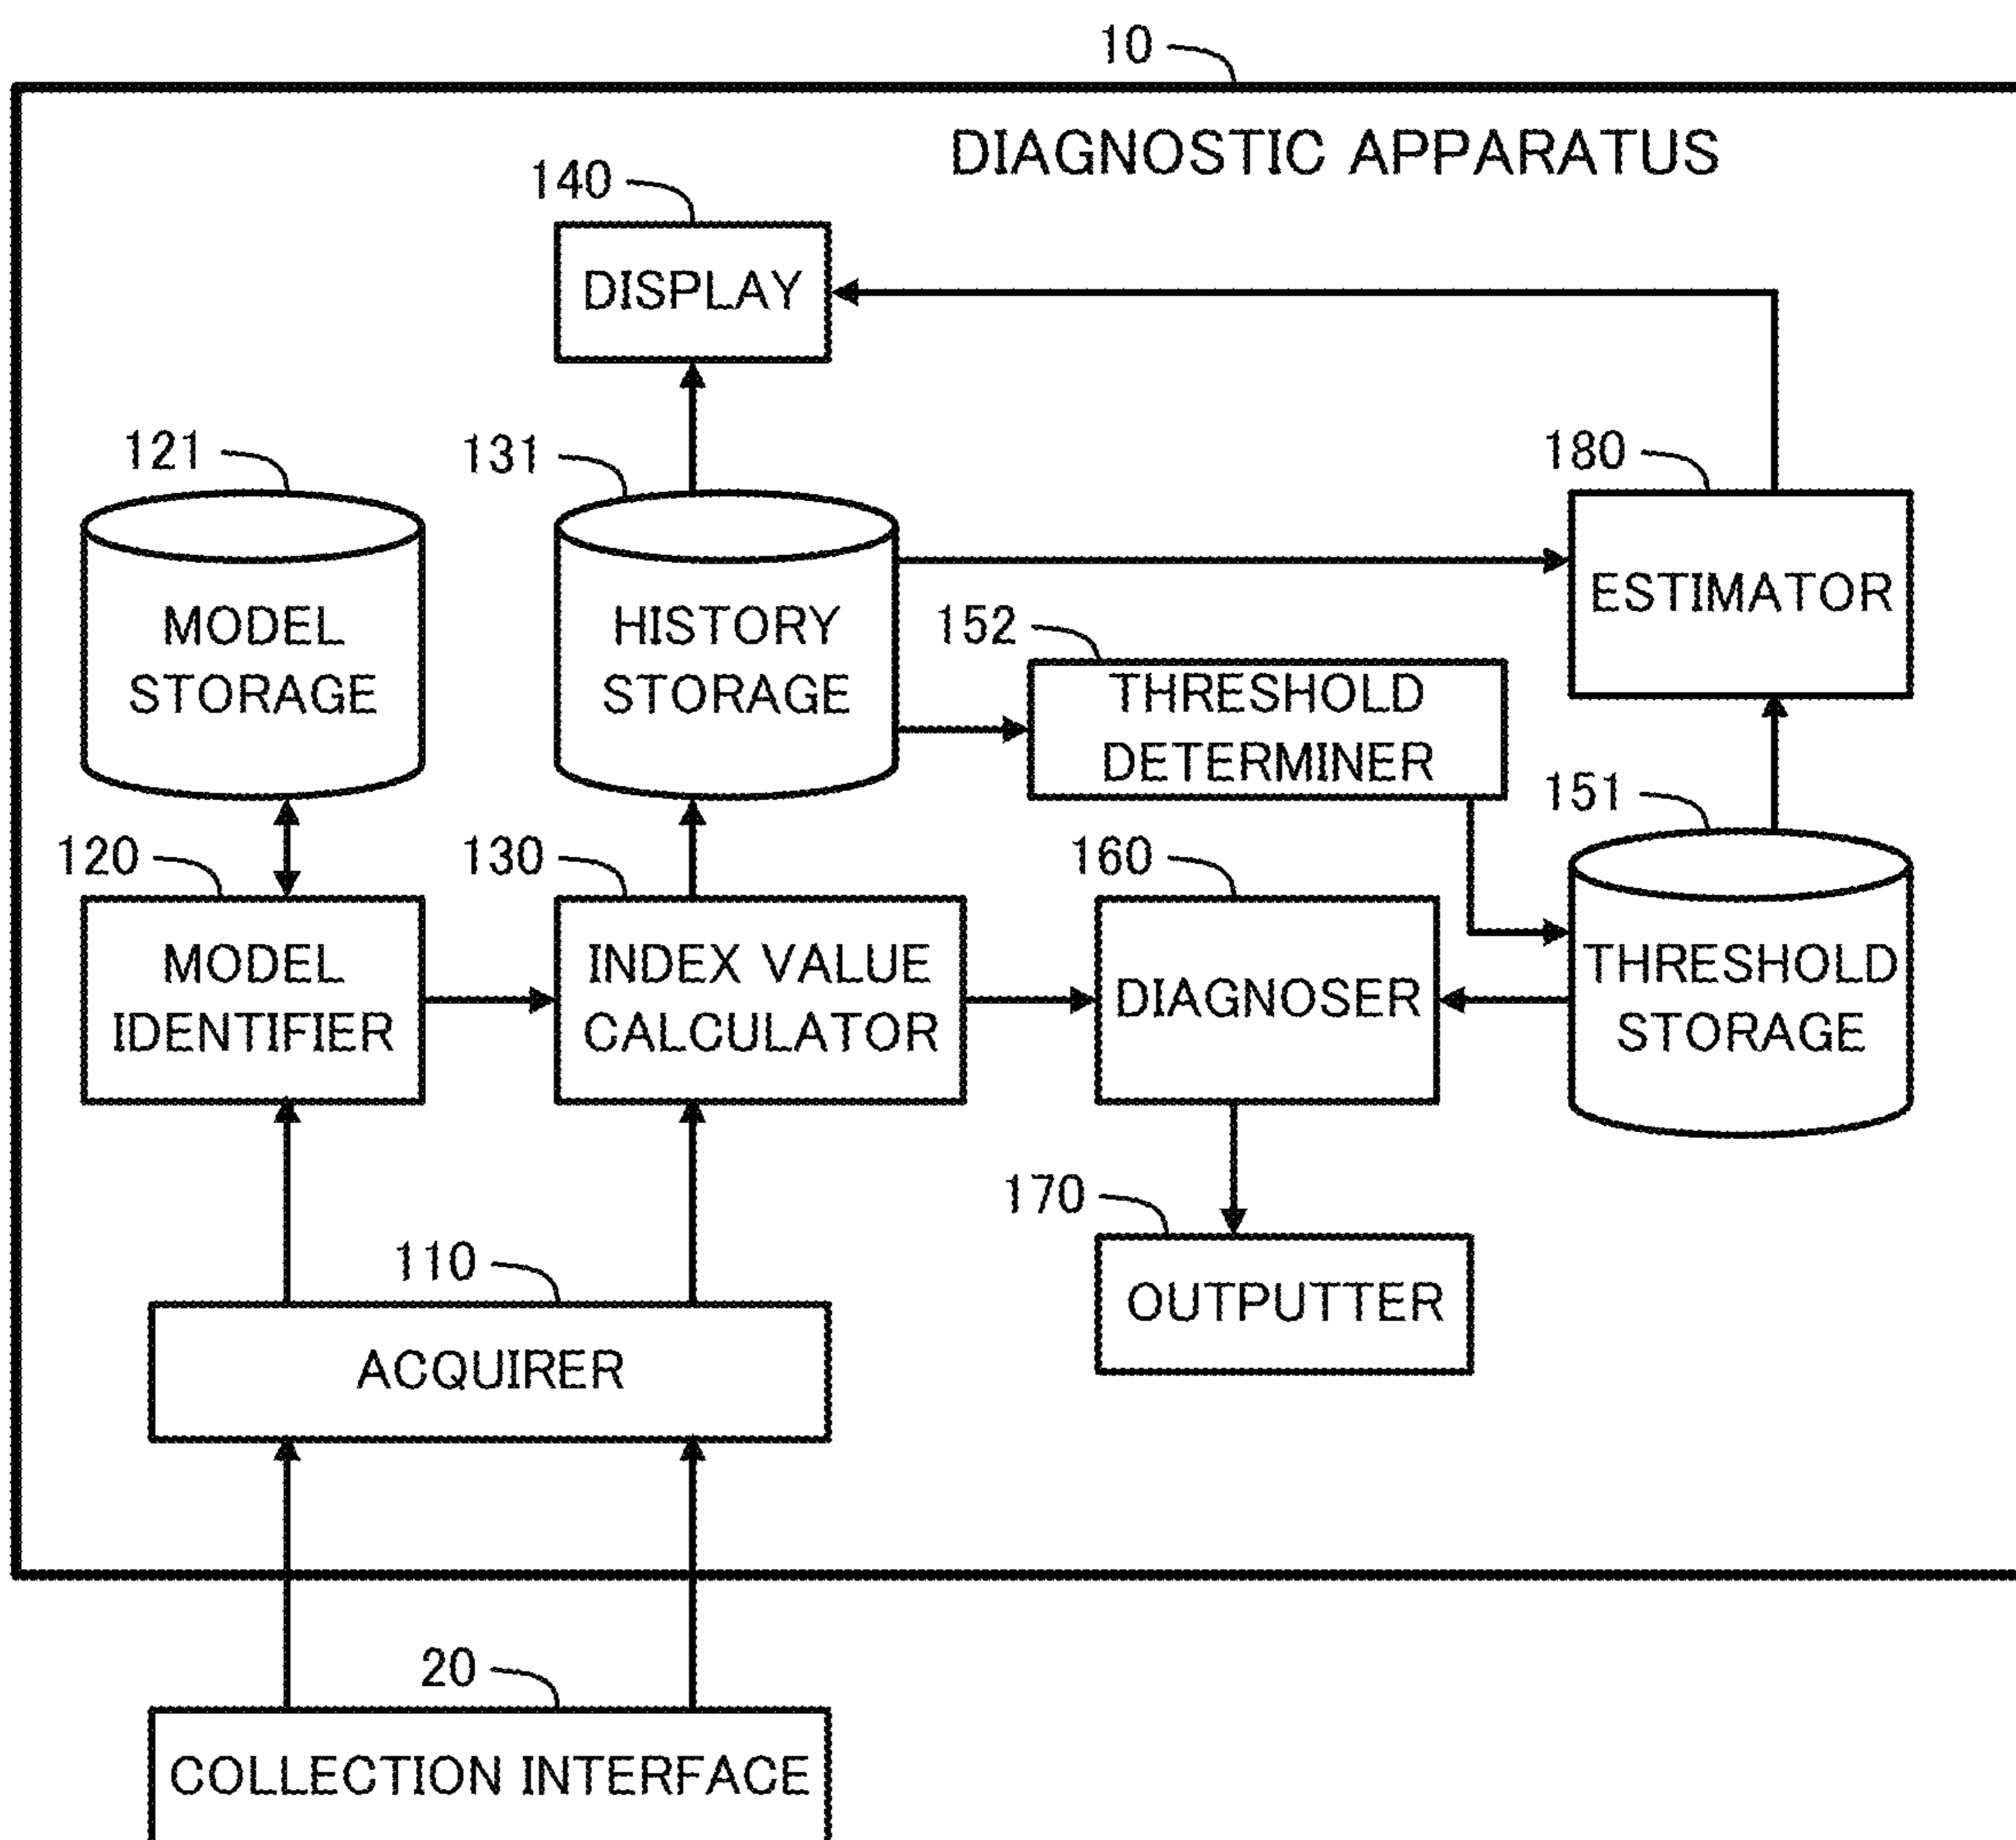 10
DIAGNOSTIC APPARATUS
140
DISPLAY
121
131
180
MODEL
STORAGE
HISTORY
STORAGE
ESTIMATOR
152
THRESHOLD
DETERMINER
151
120
130
160
MODEL
IDENTIFIER
INDEX VALUE
CALCULATOR
DIAGNOSER
THRESHOLD
STORAGE
170
OUTPUTTER
110
ACQUIRER
20
COLLECTION INTERFACE